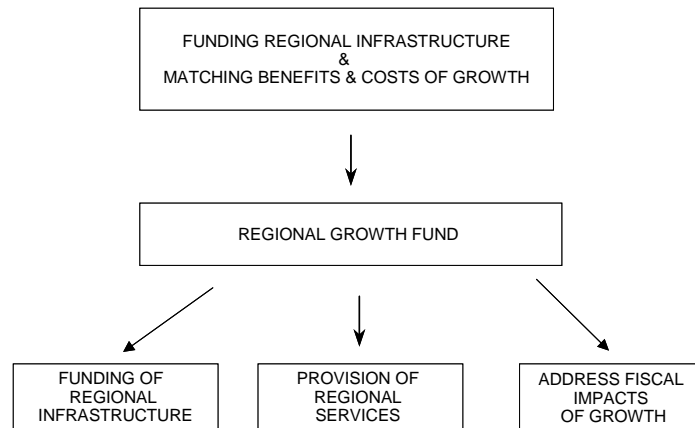 FUNDING REGIONAL INFRASTRUCTURE
&
MATCHING BENEFITS & COSTS OF GROWTH
REGIONAL GROWTH FUND
FUNDING OF
REGIONAL
INFRASTRUCTURE
PROVISION OF
REGIONAL
SERVICES
ADDRESS FISCAL
IMPACTS
OF GROWTH